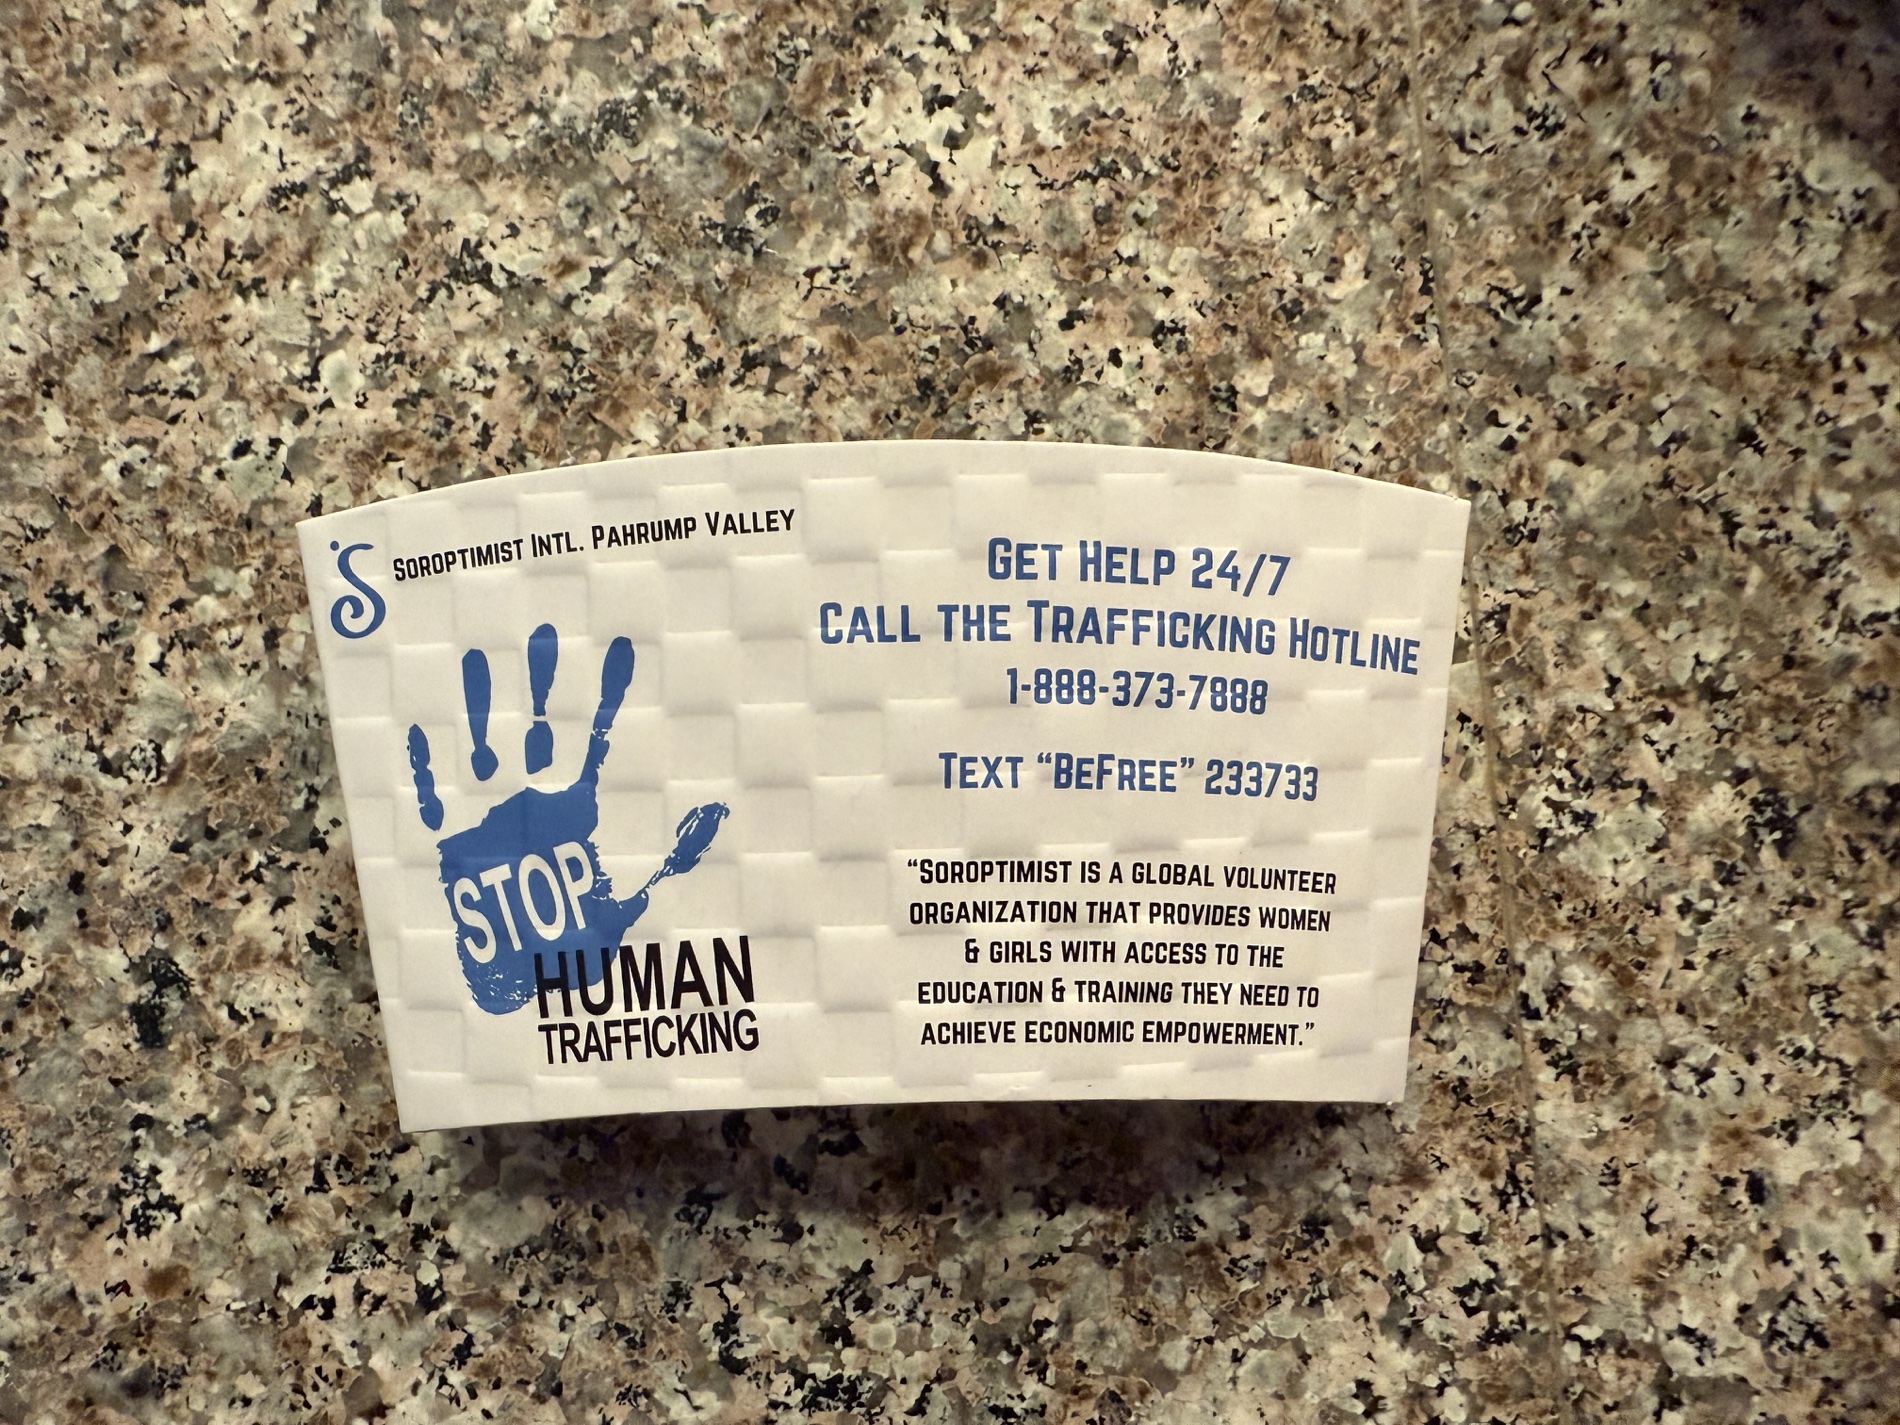 Soroptimist Intl. Pahrump Valley
STOP
HUMAN
TRAFFICKING
Get Help 24/7
Call the Trafficking Hotline
1-888-373-7888
Text “BeFree” 233733
“Soroptimist is a global volunteer
organization that provides women
& girls with access to the
education & training they need to
achieve economic empowerment.”